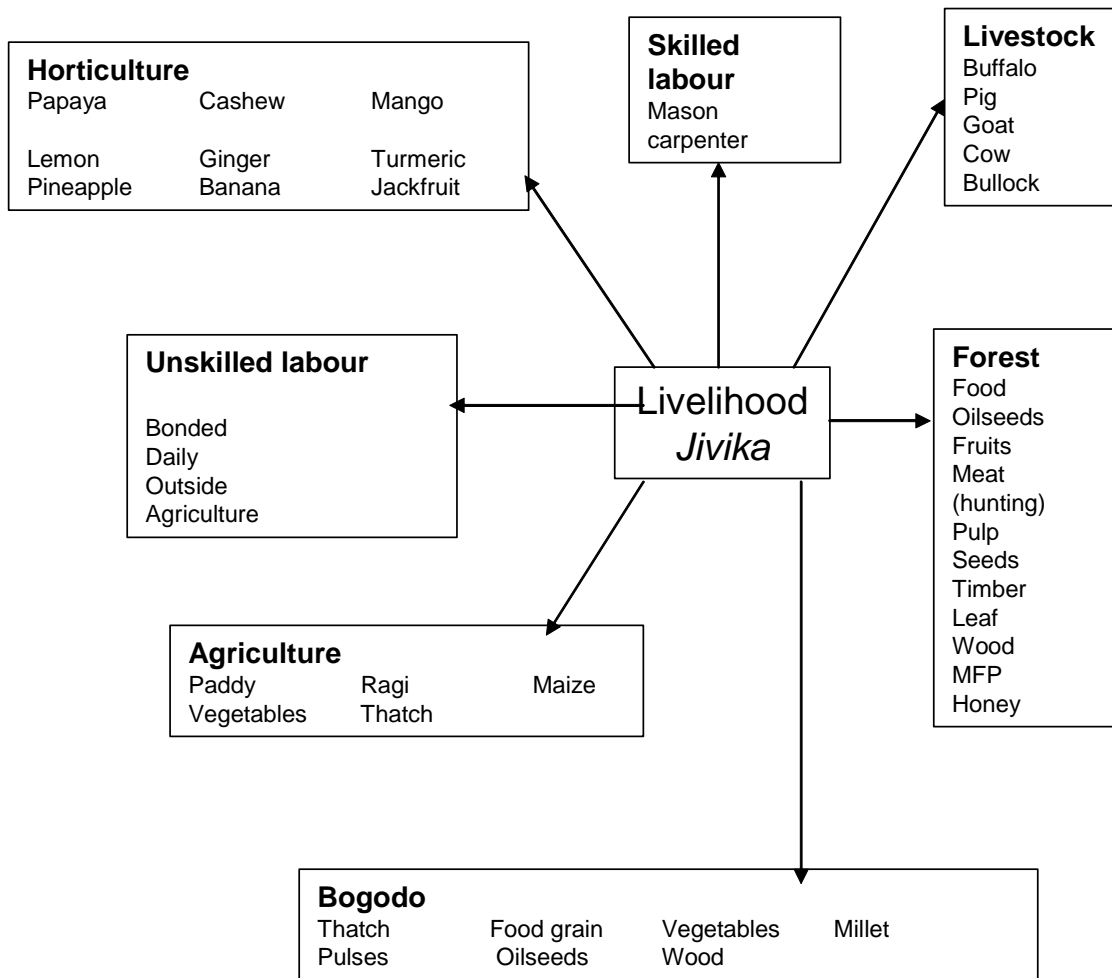 Horticulture
Papaya Cashew Mango
Lemon Ginger Turmeric
Pineapple Banana Jackfruit
Skilled
labour
Mason
carpenter
Livestock
Buffalo
Pig
Goat
Cow
Bullock
Unskilled labour
Bonded
Daily
Outside
Agriculture
Livelihood
Jivika
Forest
Food
Oilseeds
Fruits
Meat
(hunting)
Pulp
Seeds
Timber
Leaf
Wood
MFP
Honey
Agriculture
Paddy Ragi Maize
Vegetables Thatch
Bogodo
Thatch Food grain Vegetables Millet
Pulses Oilseeds Wood